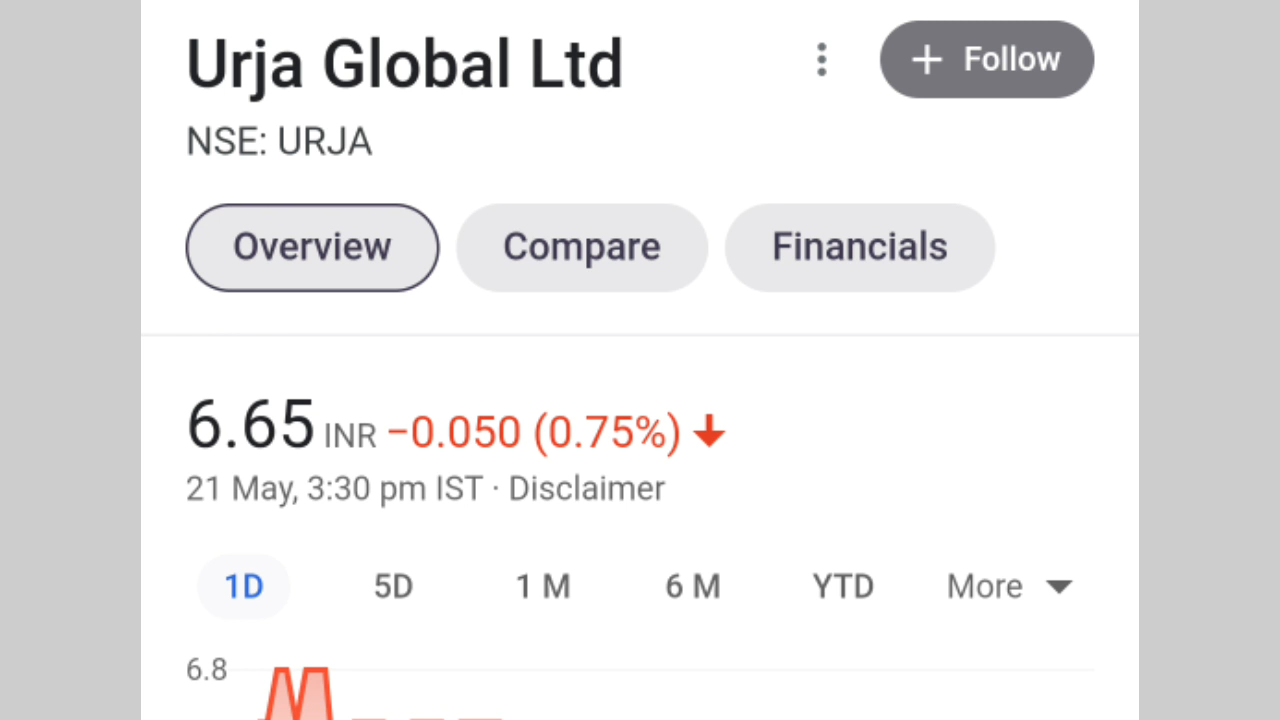 Urja Global Ltd
+ Follow
NSE: URJA
Overview Compare Financials
6.65 INR −0.050 (0.75%)
21 May, 3:30 pm IST · Disclaimer
1D 5D 1 M 6 M YTD More
6.8